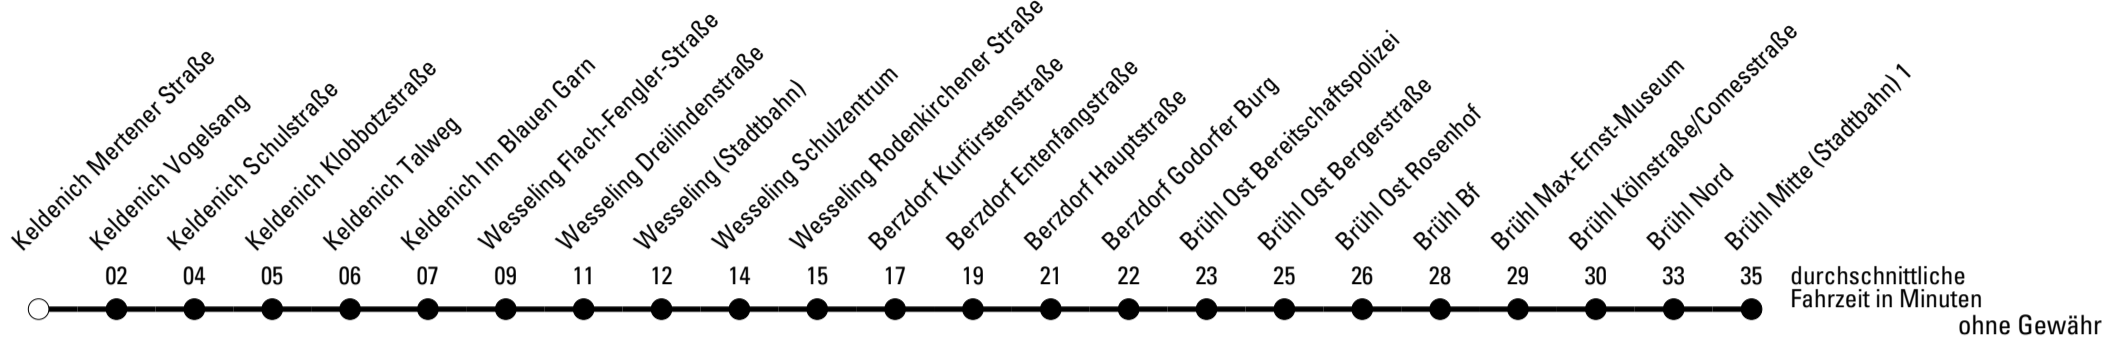 Keldenich Mertener Straße
Keldenich Vogelsang
Keldenich Schulstraße
Keldenich Klobbotzstraße
Keldenich Talweg
Keldenich Im Blauen Garn
Wesseling Flach-Fengler-Straße
Wesseling Dreilindenstraße
Wesseling (Stadtbahn)
Wesseling Schulzentrum
Wesseling Rodenkirchener Straße
Berzdorf Kurfürstenstraße
Berzdorf Entenfangstraße
Berzdorf Hauptstraße
Berzdorf Godorfer Burg
Brühl Ost Bereitschaftspolizei
Brühl Ost Bergerstraße
Brühl Ost Rosenhof
Brühl Bf
Brühl Max-Ernst-Museum
Brühl Kölnstraße/Comesstraße
Brühl Nord
Brühl Mitte (Stadtbahn) 1
02 04 05 06 07 09 11 12 14 15 17 19 21 22 23 25 26 28 29 30 33 35
durchschnittliche
Fahrzeit in Minuten
ohne Gewähr